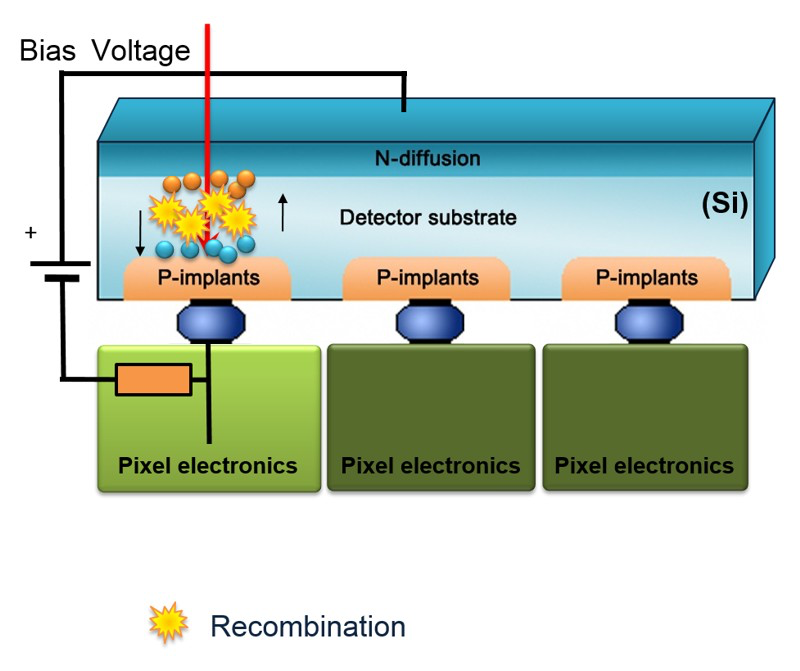 Bias Voltage
N-diffusion
(Si)
Detector substrate
+
P-implants P-implants P-implants
Pixel electronics Pixel electronics Pixel electronics
Recombination